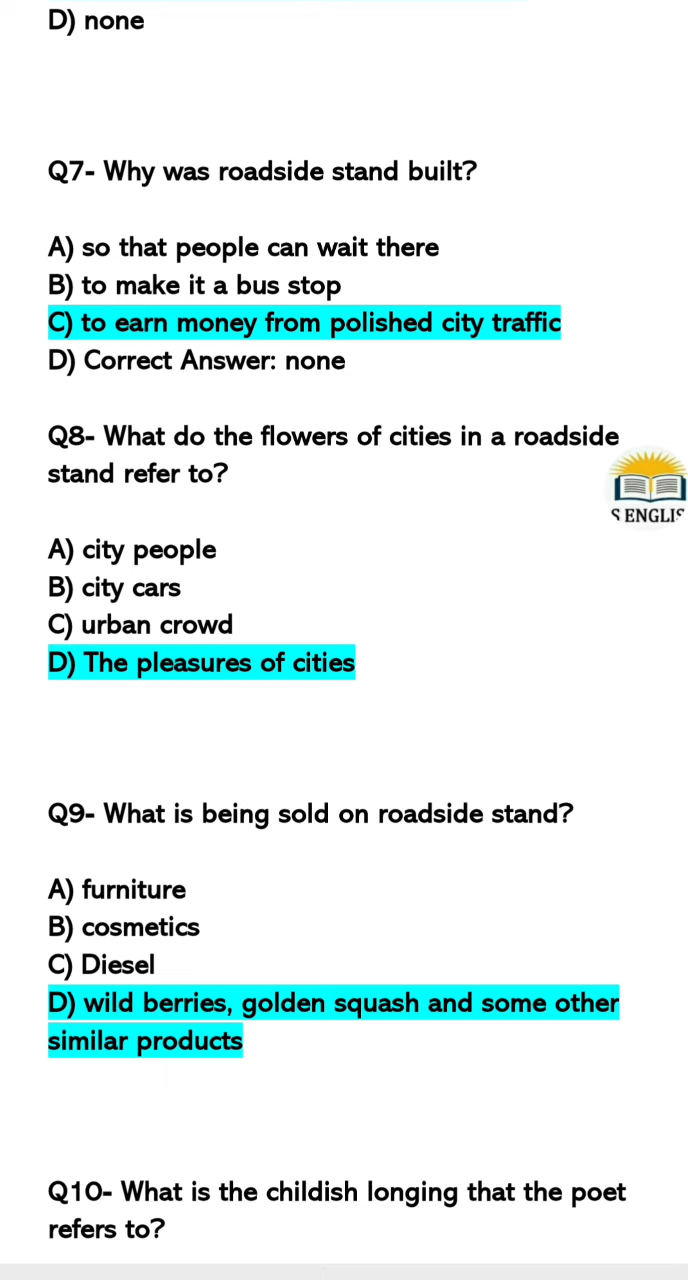 D) none
Q7- Why was roadside stand built?
A) so that people can wait there
B) to make it a bus stop
C) to earn money from polished city traffic
D) Correct Answer: none
Q8- What do the flowers of cities in a roadside
stand refer to?
S ENGLIS
A) city people
B) city cars
C) urban crowd
D) The pleasures of cities
Q9- What is being sold on roadside stand?
A) furniture
B) cosmetics
C) Diesel
D) wild berries, golden squash and some other
similar products
Q10- What is the childish longing that the poet
refers to?